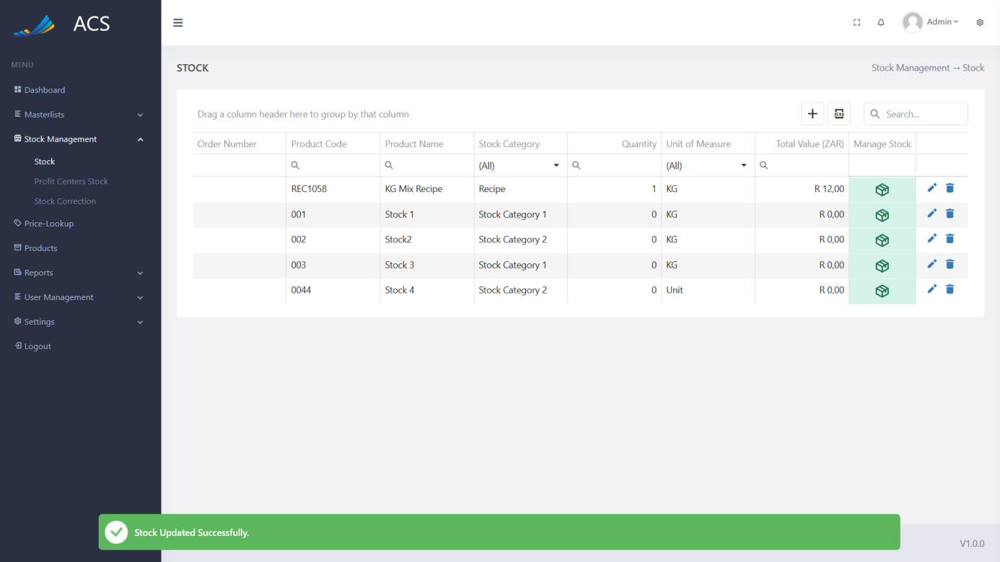 ACS
Admin
MENU
Dashboard
Masterlists
Stock Management
Stock
Profit Centers Stock
Stock Correction
Price-Lookup
Products
Reports
User Management
Settings
Logout
STOCK
Stock Management → Stock
Drag a column header here to group by that column
XLSX
Search...
Order Number Product Code Product Name Stock Category Quantity Unit of Measure Total Value (ZAR) Manage Stock
(All) (All)
REC1058 KG Mix Recipe Recipe 1 KG R 12,00
001 Stock 1 Stock Category 1 0 KG R 0,00
002 Stock2 Stock Category 2 0 KG R 0,00
003 Stock 3 Stock Category 1 0 KG R 0,00
0044 Stock 4 Stock Category 2 0 Unit R 0,00
Stock Updated Successfully.
V1.0.0